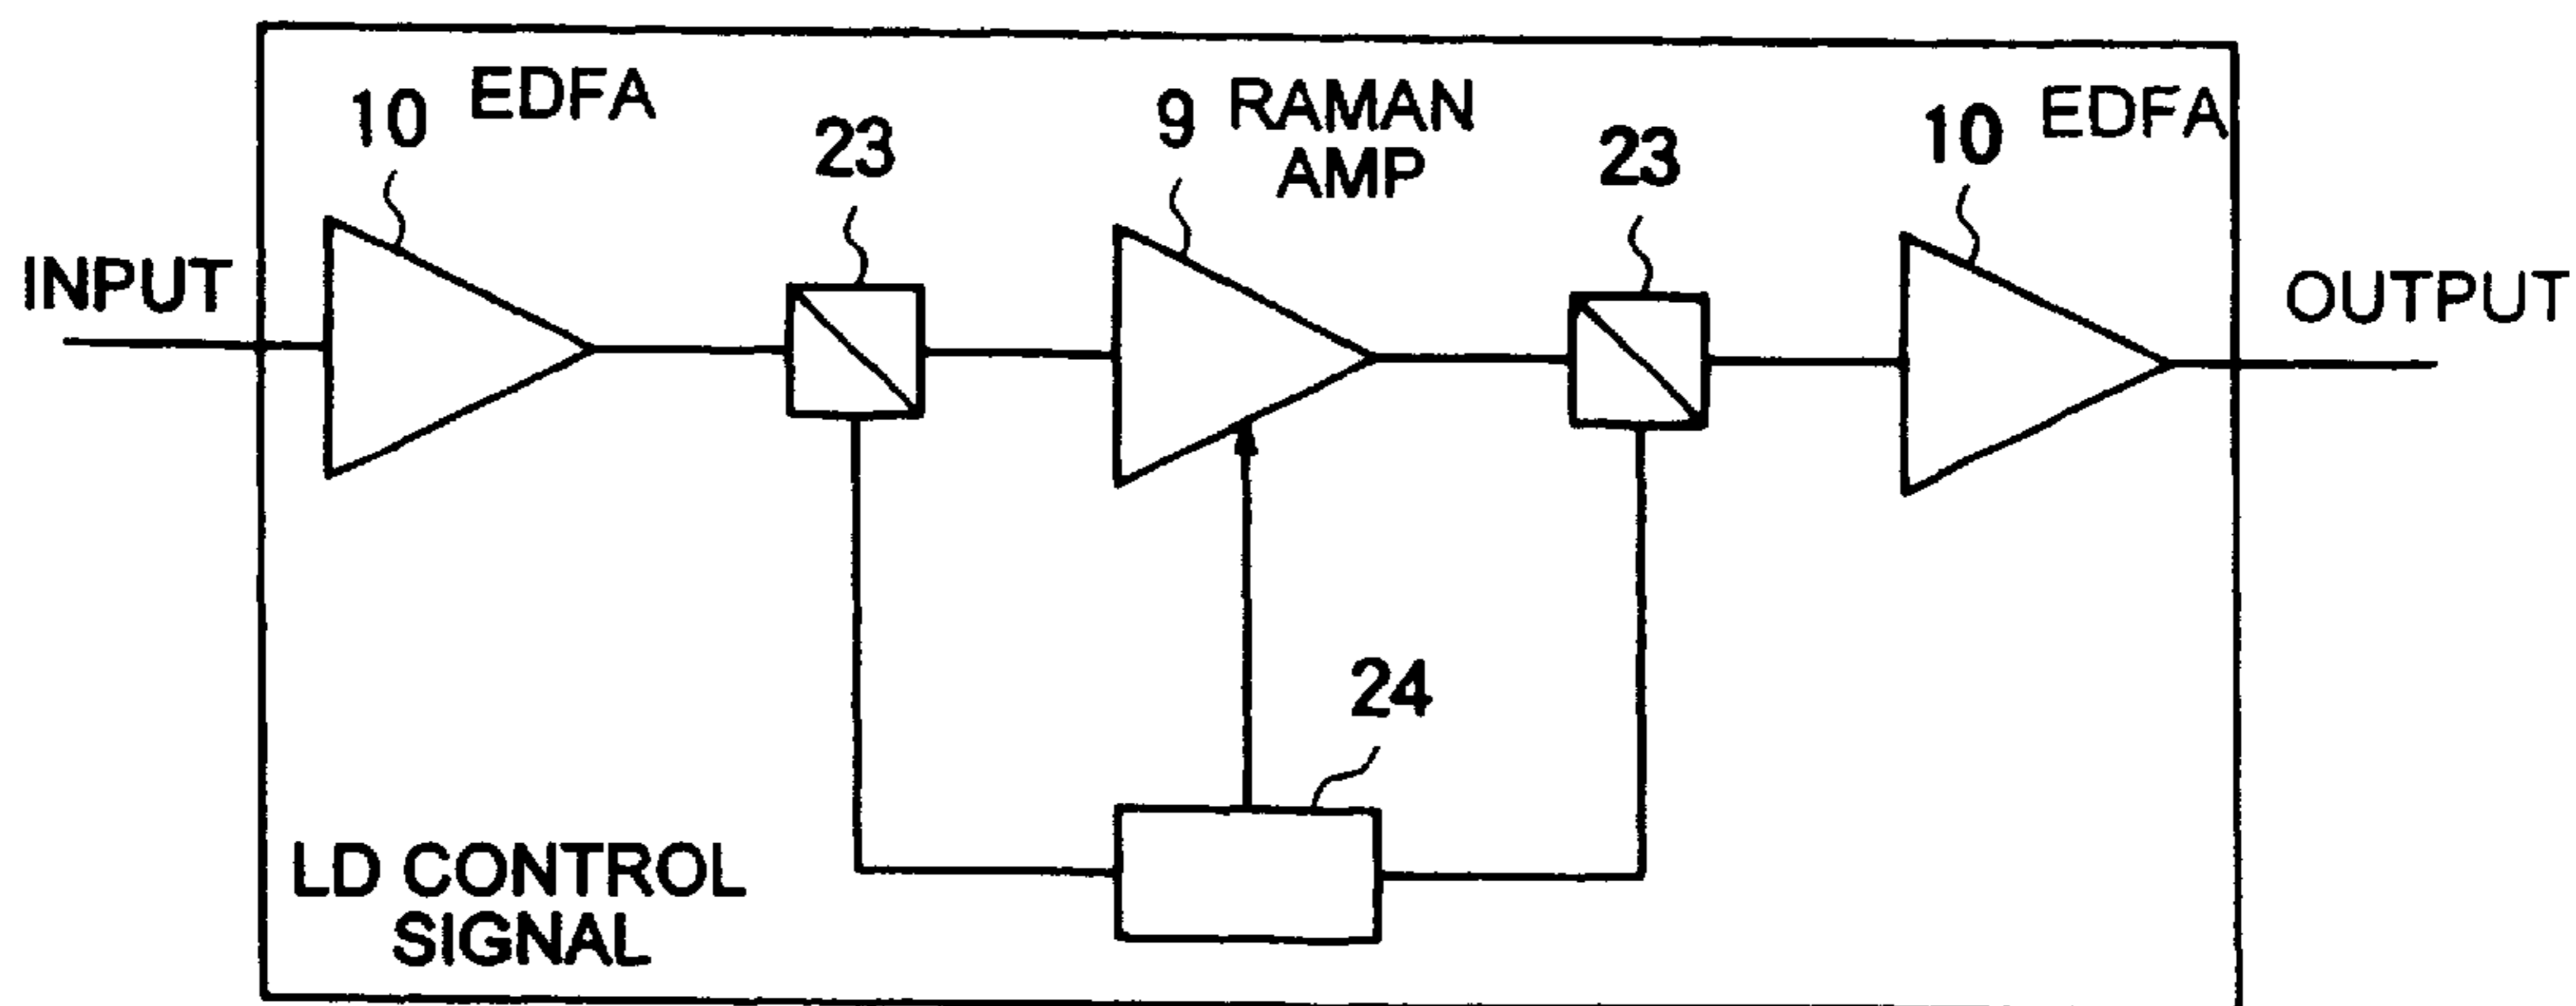 10 EDFA
23
9 RAMAN
AMP
23
10 EDFA
INPUT
OUTPUT
24
LD CONTROL
SIGNAL